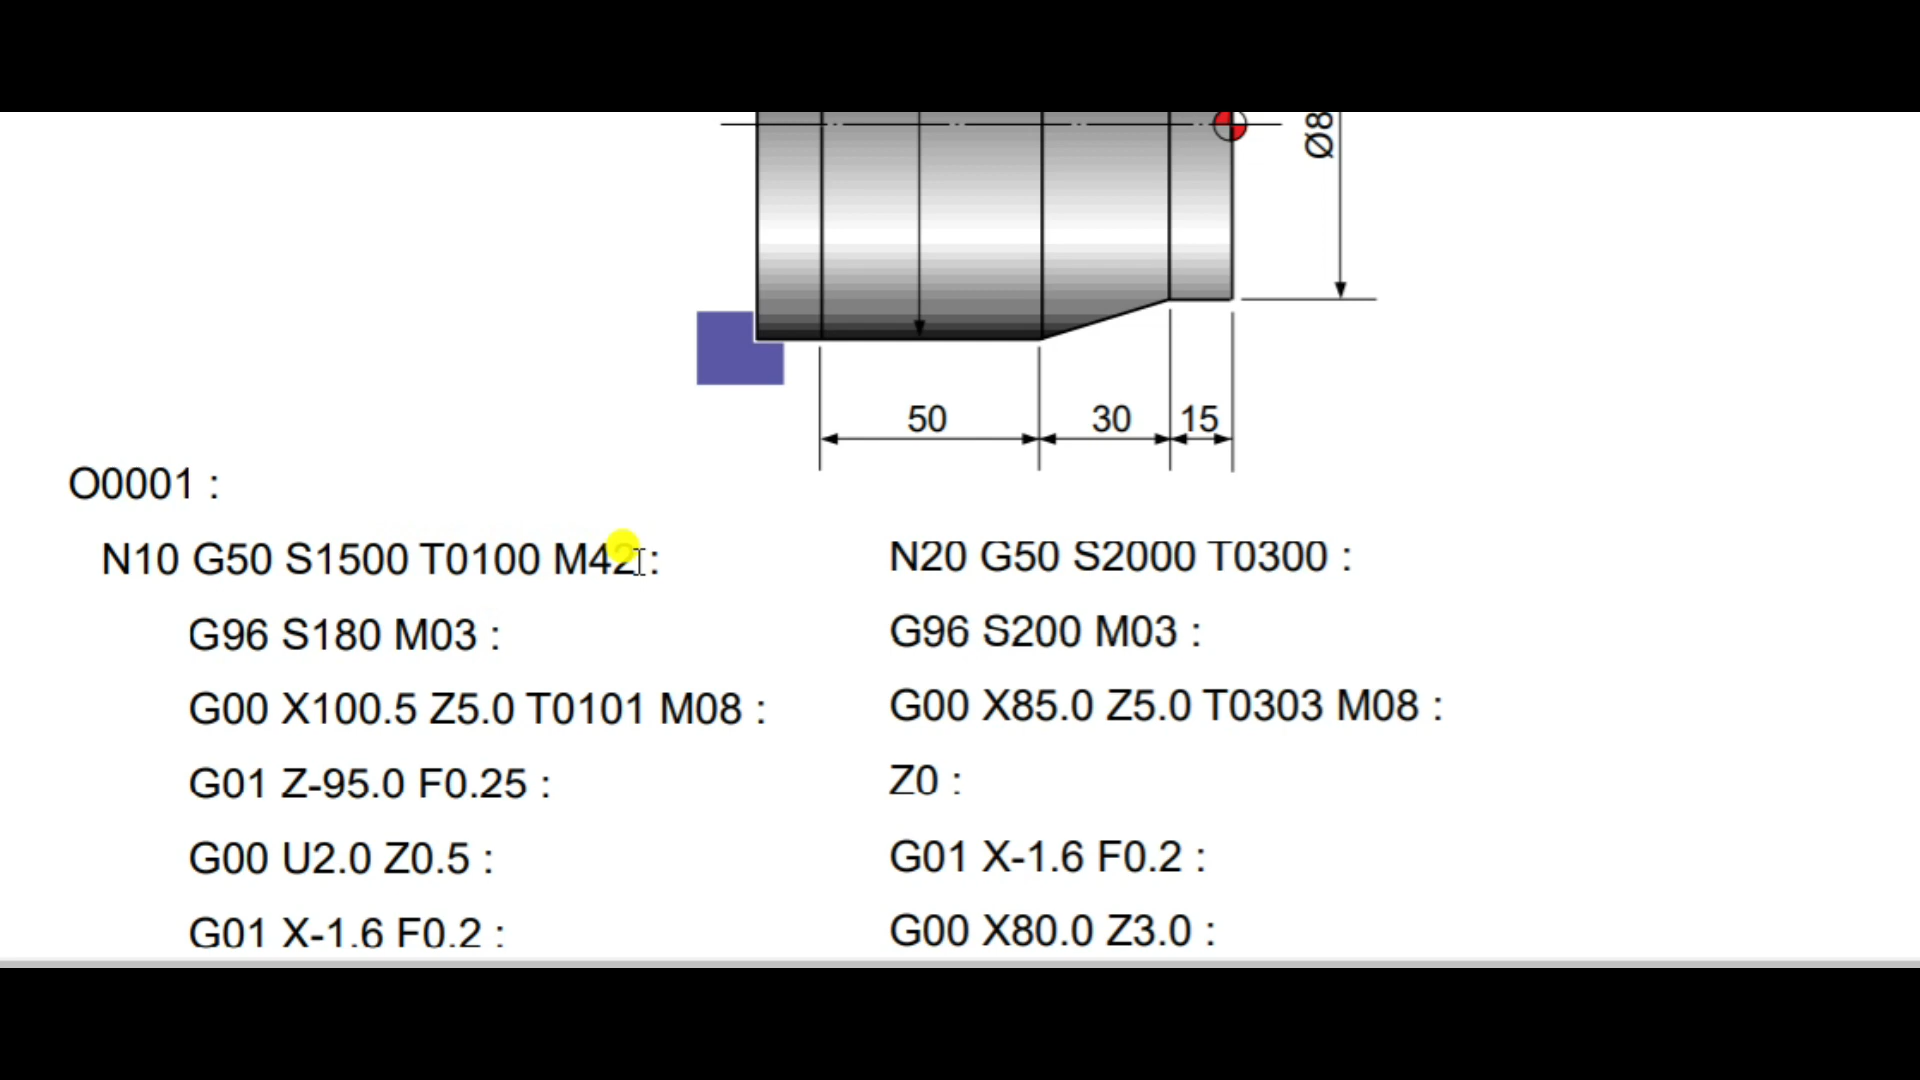 Ø8
50 30 15
O0001 :
N10 G50 S1500 T0100 M42 :
G96 S180 M03 :
G00 X100.5 Z5.0 T0101 M08 :
G01 Z-95.0 F0.25 :
G00 U2.0 Z0.5 :
G01 X-1.6 F0.2 :
N20 G50 S2000 T0300 :
G96 S200 M03 :
G00 X85.0 Z5.0 T0303 M08 :
Z0 :
G01 X-1.6 F0.2 :
G00 X80.0 Z3.0 :